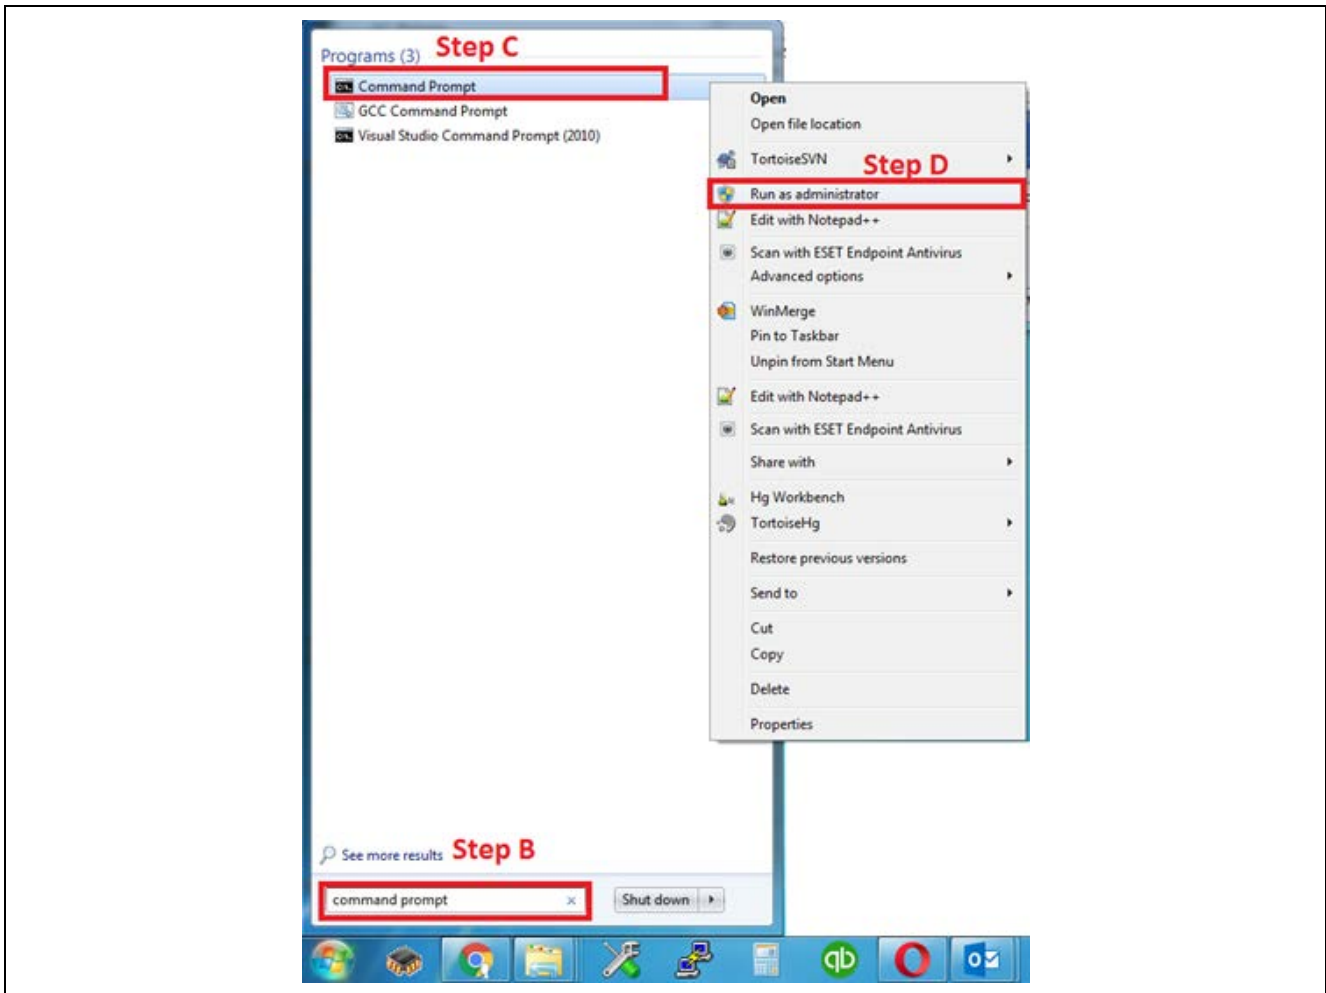 Programs (3)
Step C
Command Prompt
GCC Command Prompt
Visual Studio Command Prompt (2010)
Open
Open file location
TortoiseSVN
Step D
Run as administrator
Edit with Notepad++
Scan with ESET Endpoint Antivirus
Advanced options
WinMerge
Pin to Taskbar
Unpin from Start Menu
Edit with Notepad++
Scan with ESET Endpoint Antivirus
Share with
Hg Workbench
TortoiseHg
Restore previous versions
Send to
Cut
Copy
Delete
Properties
See more results
Step B
command prompt
Shut down
qb